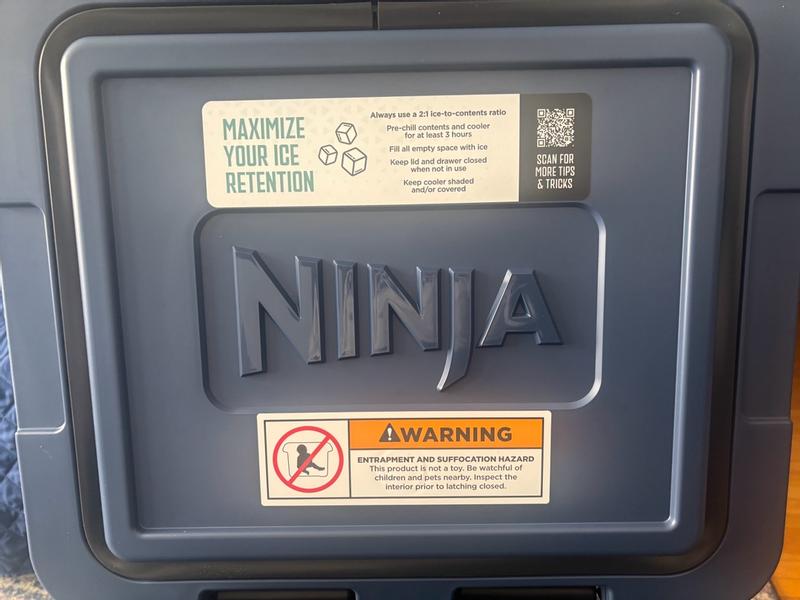 MAXIMIZE
YOUR ICE
RETENTION
Always use a 2:1 ice-to-contents ratio
Pre-chill contents and cooler
for at least 3 hours
Fill all empty space with ice
Keep lid and drawer closed
when not in use
Keep cooler shaded
and/or covered
SCAN FOR
MORE TIPS
& TRICKS
NINJA
WARNING
ENTRAPMENT AND SUFFOCATION HAZARD
This product is not a toy. Be watchful of
children and pets nearby. Inspect the
interior prior to latching closed.